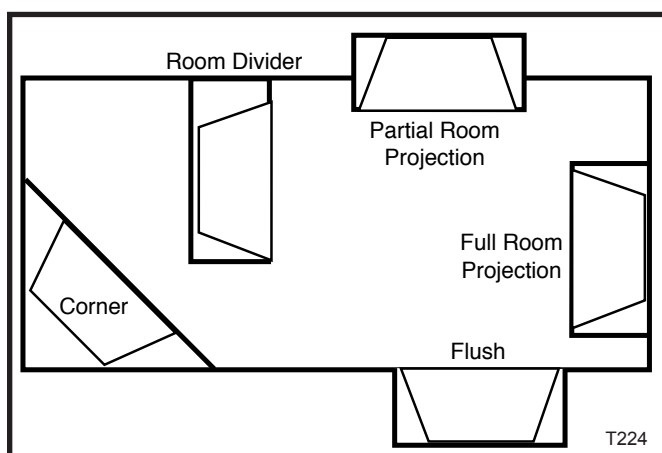 Room Divider
Partial Room
Projection
Full Room
Projection
Corner
Flush
T224